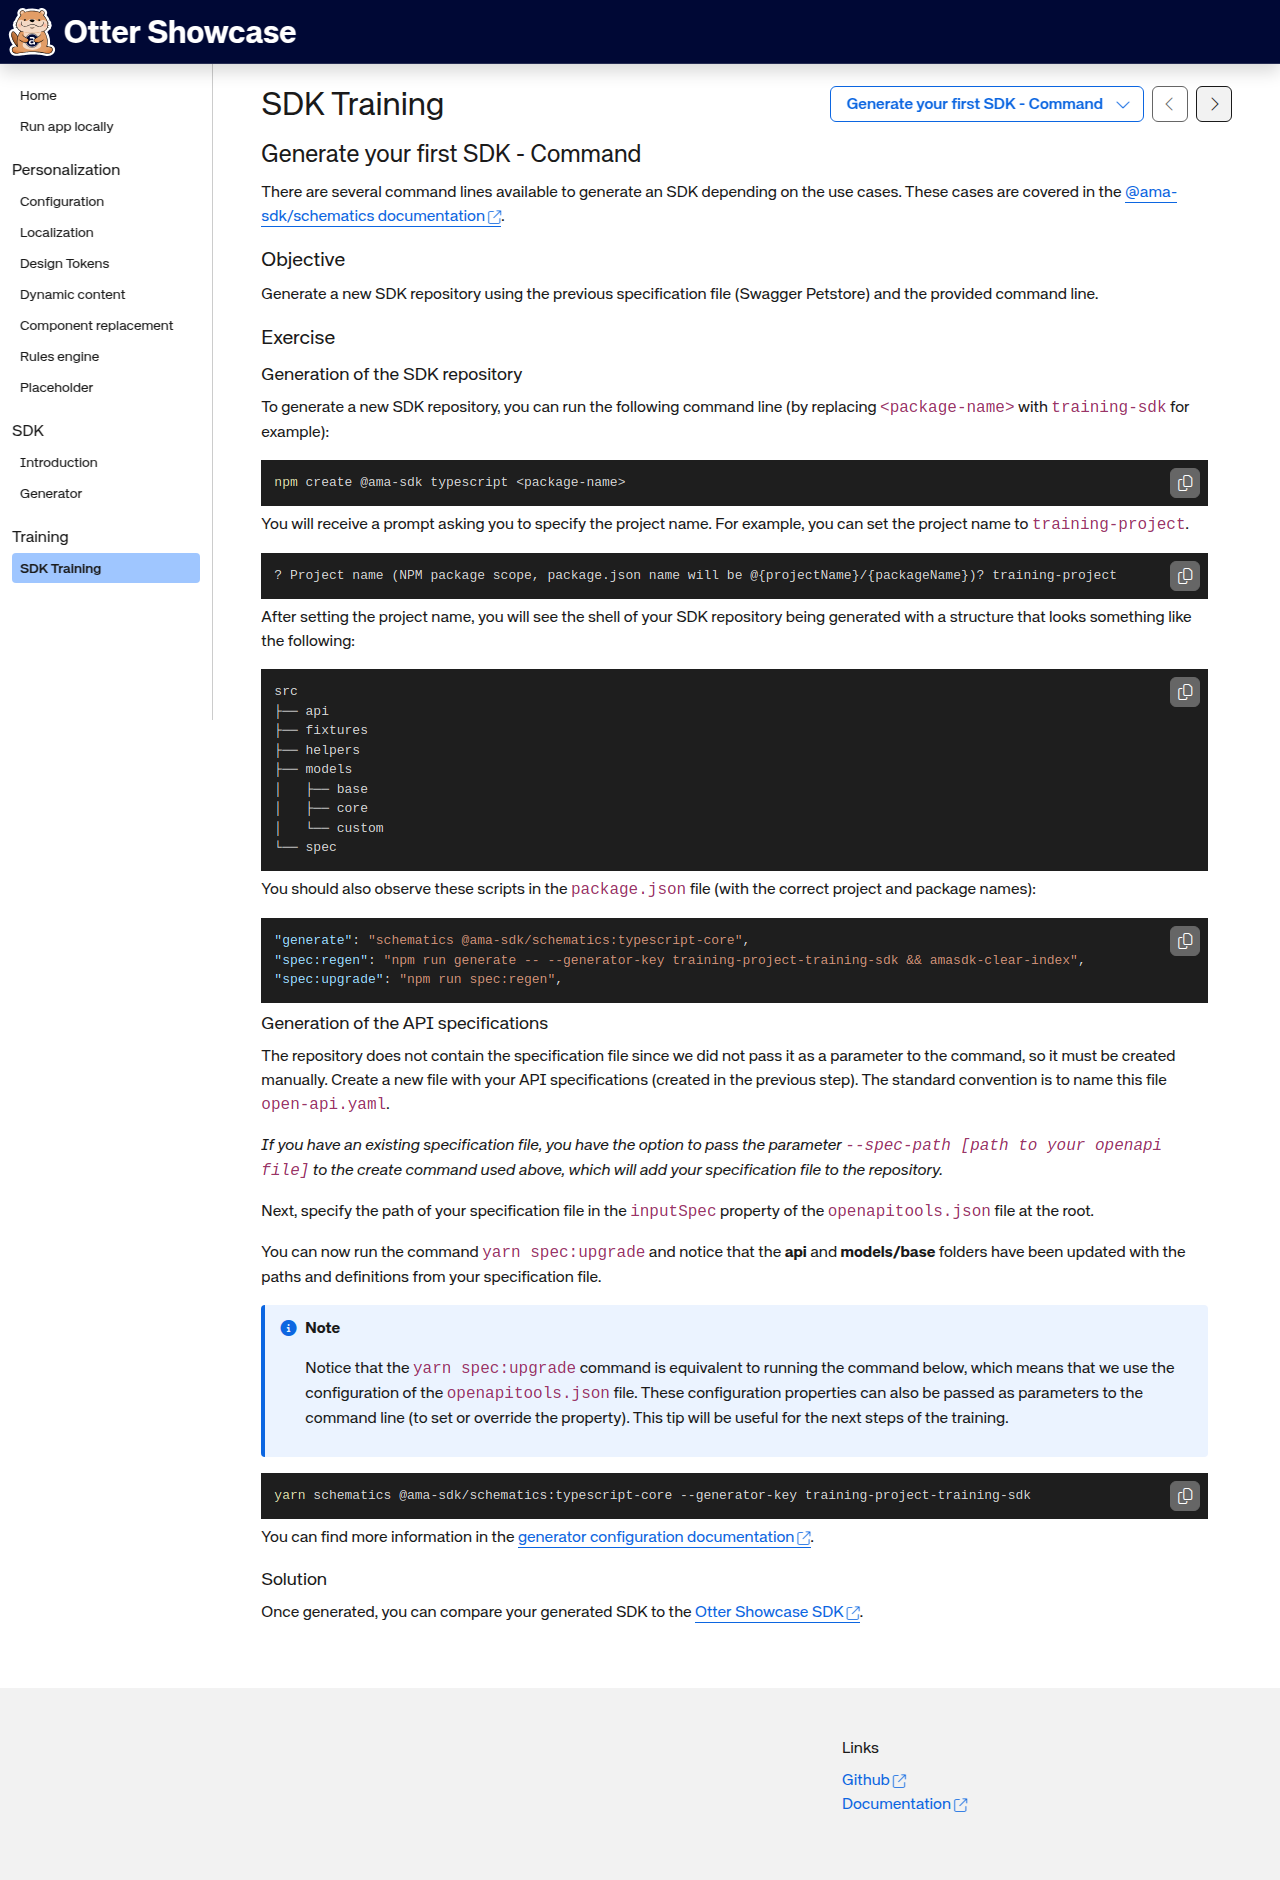 Otter Showcase
Home
Run app locally
Personalization
Configuration
Localization
Design Tokens
Dynamic content
Component replacement
Rules engine
Placeholder
SDK
Introduction
Generator
Training
SDK Training
SDK Training
Generate your first SDK - Command
Generate your first SDK - Command
There are several command lines available to generate an SDK depending on the use cases. These cases are covered in the @ama-
sdk/schematics documentation.
Objective
Generate a new SDK repository using the previous specification file (Swagger Petstore) and the provided command line.
Exercise
Generation of the SDK repository
To generate a new SDK repository, you can run the following command line (by replacing <package-name> with training-sdk for
example):
npm create @ama-sdk typescript <package-name>
You will receive a prompt asking you to specify the project name. For example, you can set the project name to training-project.
? Project name (NPM package scope, package.json name will be @{projectName}/{packageName})? training-project
After setting the project name, you will see the shell of your SDK repository being generated with a structure that looks something like
the following:
src
├── api
├── fixtures
├── helpers
├── models
│   ├── base
│   ├── core
│   └── custom
└── spec
You should also observe these scripts in the package.json file (with the correct project and package names):
"generate": "schematics @ama-sdk/schematics:typescript-core",
"spec:regen": "npm run generate -- --generator-key training-project-training-sdk && amasdk-clear-index",
"spec:upgrade": "npm run spec:regen",
Generation of the API specifications
The repository does not contain the specification file since we did not pass it as a parameter to the command, so it must be created
manually. Create a new file with your API specifications (created in the previous step). The standard convention is to name this file
open-api.yaml.
If you have an existing specification file, you have the option to pass the parameter --spec-path [path to your openapi
file] to the create command used above, which will add your specification file to the repository.
Next, specify the path of your specification file in the inputSpec property of the openapitools.json file at the root.
You can now run the command yarn spec:upgrade and notice that the api and models/base folders have been updated with the
paths and definitions from your specification file.
Note
Notice that the yarn spec:upgrade command is equivalent to running the command below, which means that we use the
configuration of the openapitools.json file. These configuration properties can also be passed as parameters to the
command line (to set or override the property). This tip will be useful for the next steps of the training.
yarn schematics @ama-sdk/schematics:typescript-core --generator-key training-project-training-sdk
You can find more information in the generator configuration documentation.
Solution
Once generated, you can compare your generated SDK to the Otter Showcase SDK.
Links
Github
Documentation